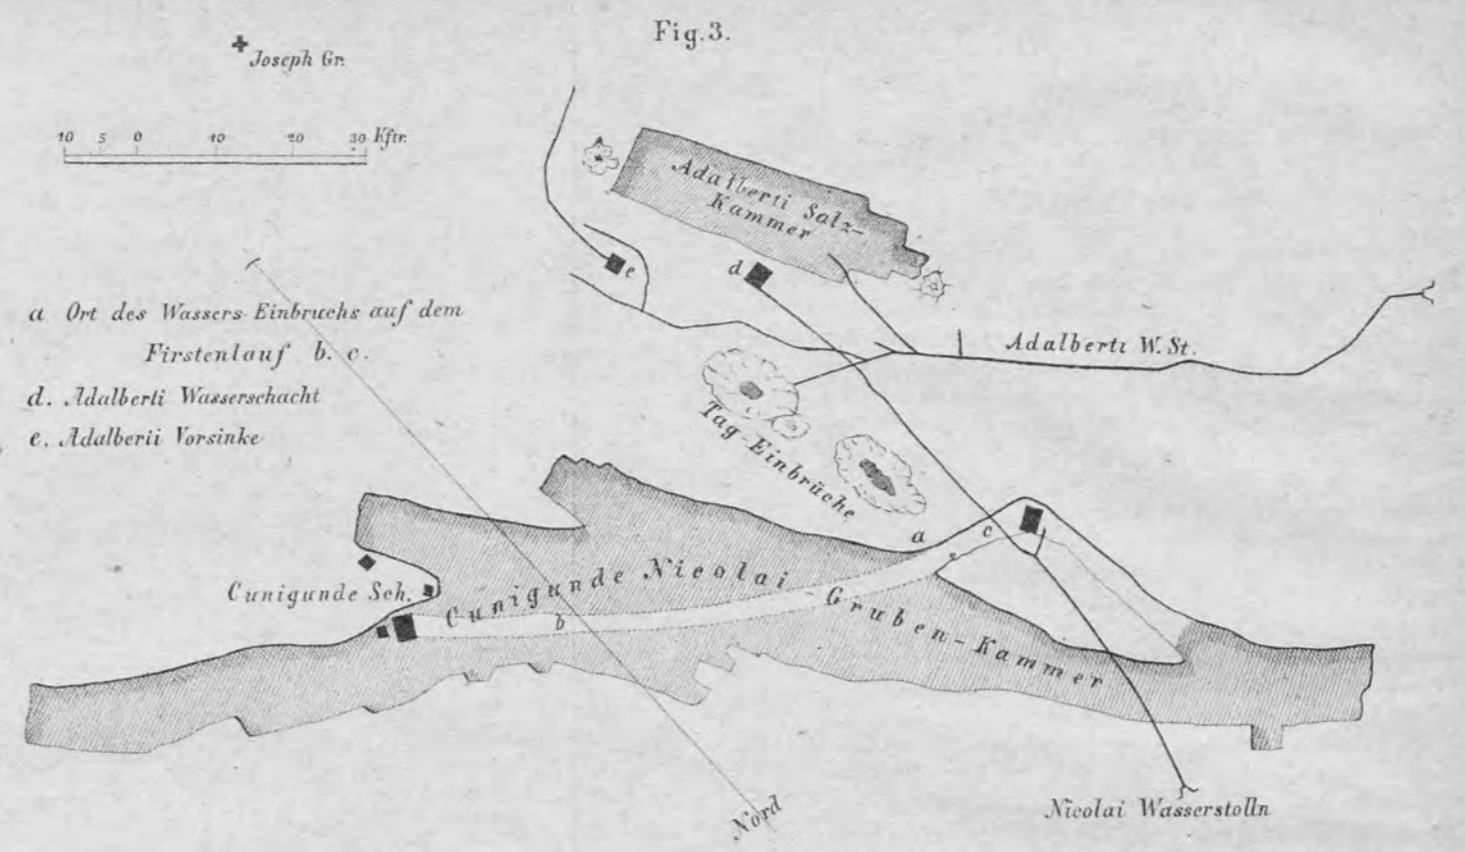 Fig. 3.
Joseph Gr.
10 5 0 10 20 30 Kftr.
Adalberti Salz-
Kammer
e
d
a Ort des Wassers-Einbruchs auf dem
Firstenlauf b. c.
d. Adalberti Wasserschacht
e. Adalberti Vorsinke
Adalberti W. St.
Tag-Einbrüche
a
c
Cunigunde Sch.
Cunigunde Nicolai
Gruben-Kammer
b
Nord
Nicolai Wasserstolln